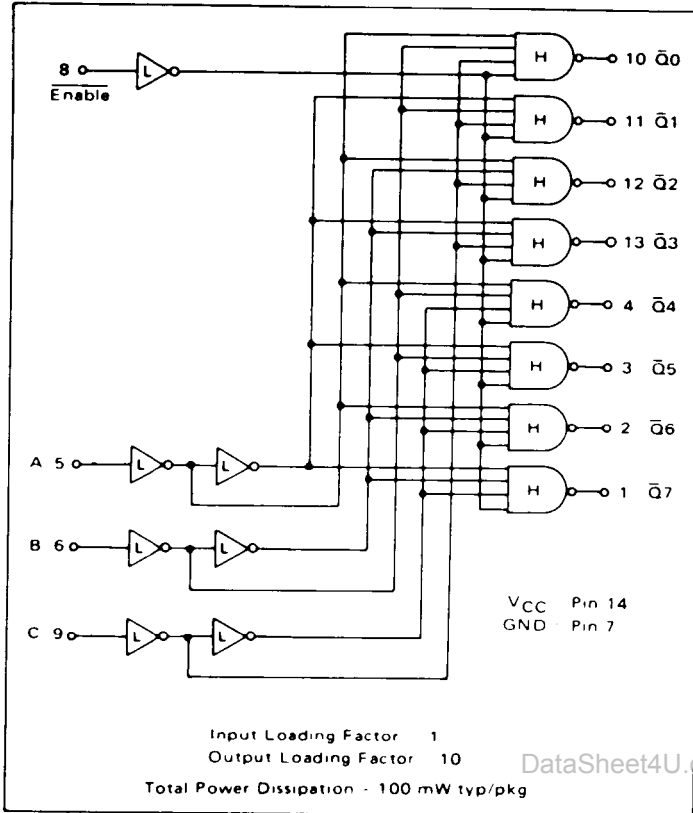 8
Enable
L
H 10 Q̄0
H 11 Q̄1
H 12 Q̄2
H 13 Q̄3
H 4 Q̄4
H 3 Q̄5
H 2 Q̄6
H 1 Q̄7
A 5 L L
B 6 L L
C 9 L L
VCC Pin 14
GND Pin 7
Input Loading Factor 1
Output Loading Factor 10
Total Power Dissipation - 100 mW typ/pkg
DataSheet4U.c